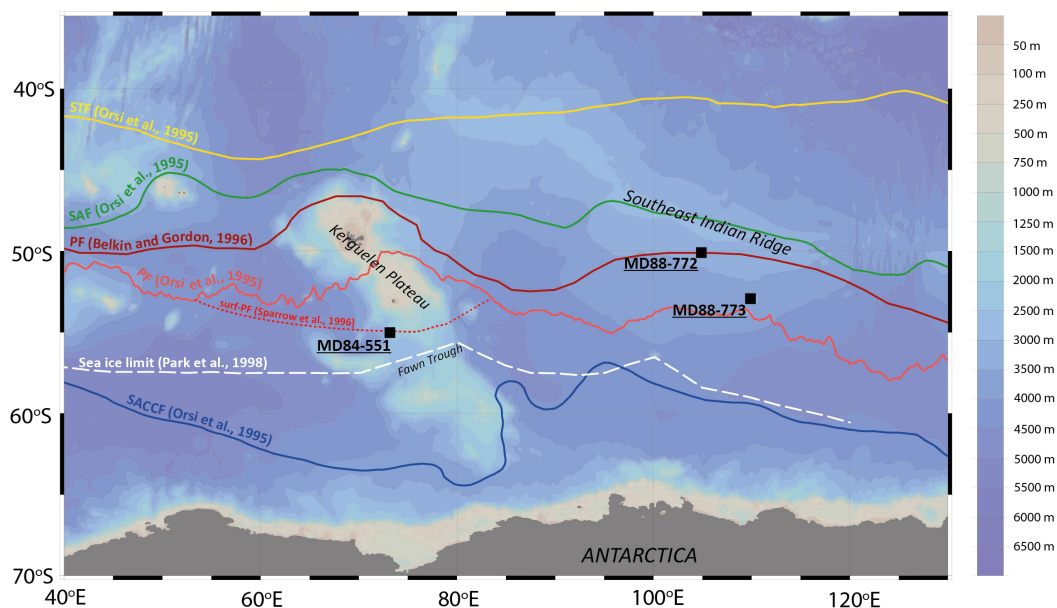 40°S
50°S
60°S
70°S
40°E
60°E
80°E
100°E
120°E
STF (Orsi et al., 1995)
SAF (Orsi et al., 1995)
PF (Belkin and Gordon, 1996)
PF (Orsi et al., 1995)
surf-PF (Sparrow et al., 1996)
Kerguelen Plateau
Southeast Indian Ridge
MD88-772
MD88-773
MD84-551
Sea ice limit (Park et al., 1998)
Fawn Trough
SACCF (Orsi et al., 1995)
ANTARCTICA
50 m
100 m
250 m
500 m
750 m
1000 m
1250 m
1500 m
2000 m
2500 m
3000 m
3500 m
4000 m
4500 m
5000 m
5500 m
6000 m
6500 m